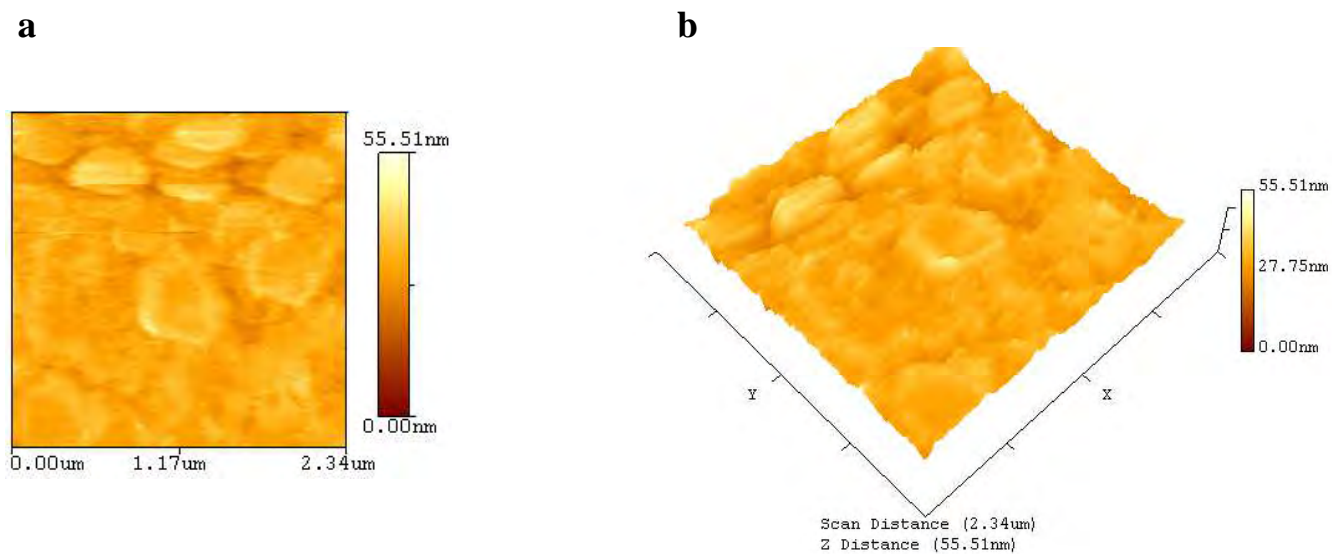 a
b
55.51nm
0.00nm
0.00um 1.17um 2.34um
55.51nm
27.75nm
0.00nm
Y
X
Scan Distance (2.34um)
Z Distance (55.51nm)